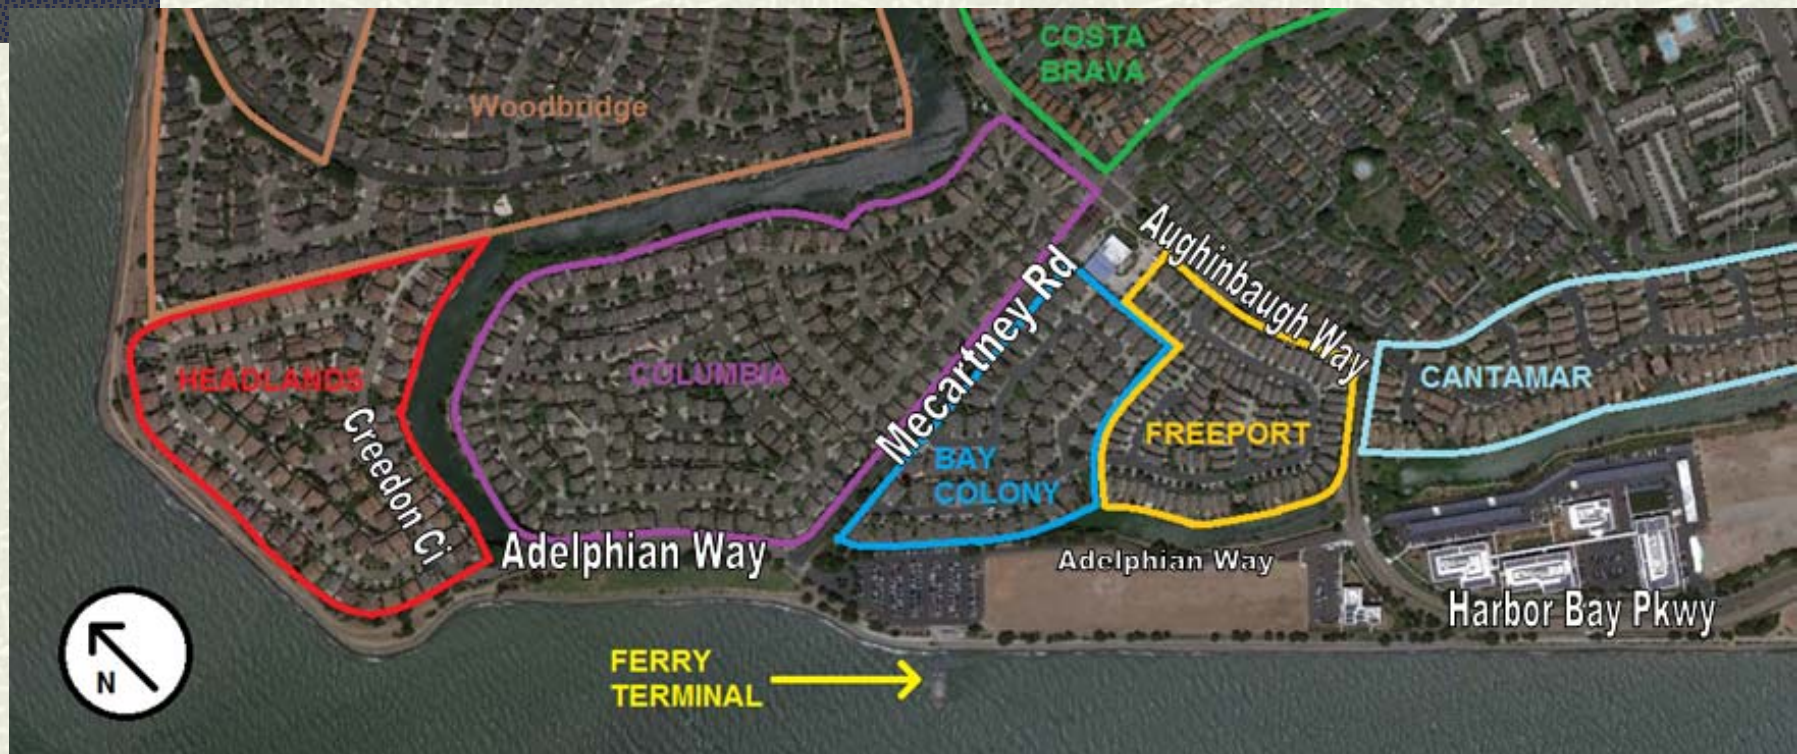 COSTA
BRAVA
Woodbridge
Aughinbaugh Way
Mecartney Rd
HEADLANDS
COLUMBIA
CANTAMAR
Creedon Ci
FREEPORT
BAY
COLONY
Adelphian Way
Adelphian Way
Harbor Bay Pkwy
FERRY
TERMINAL
N